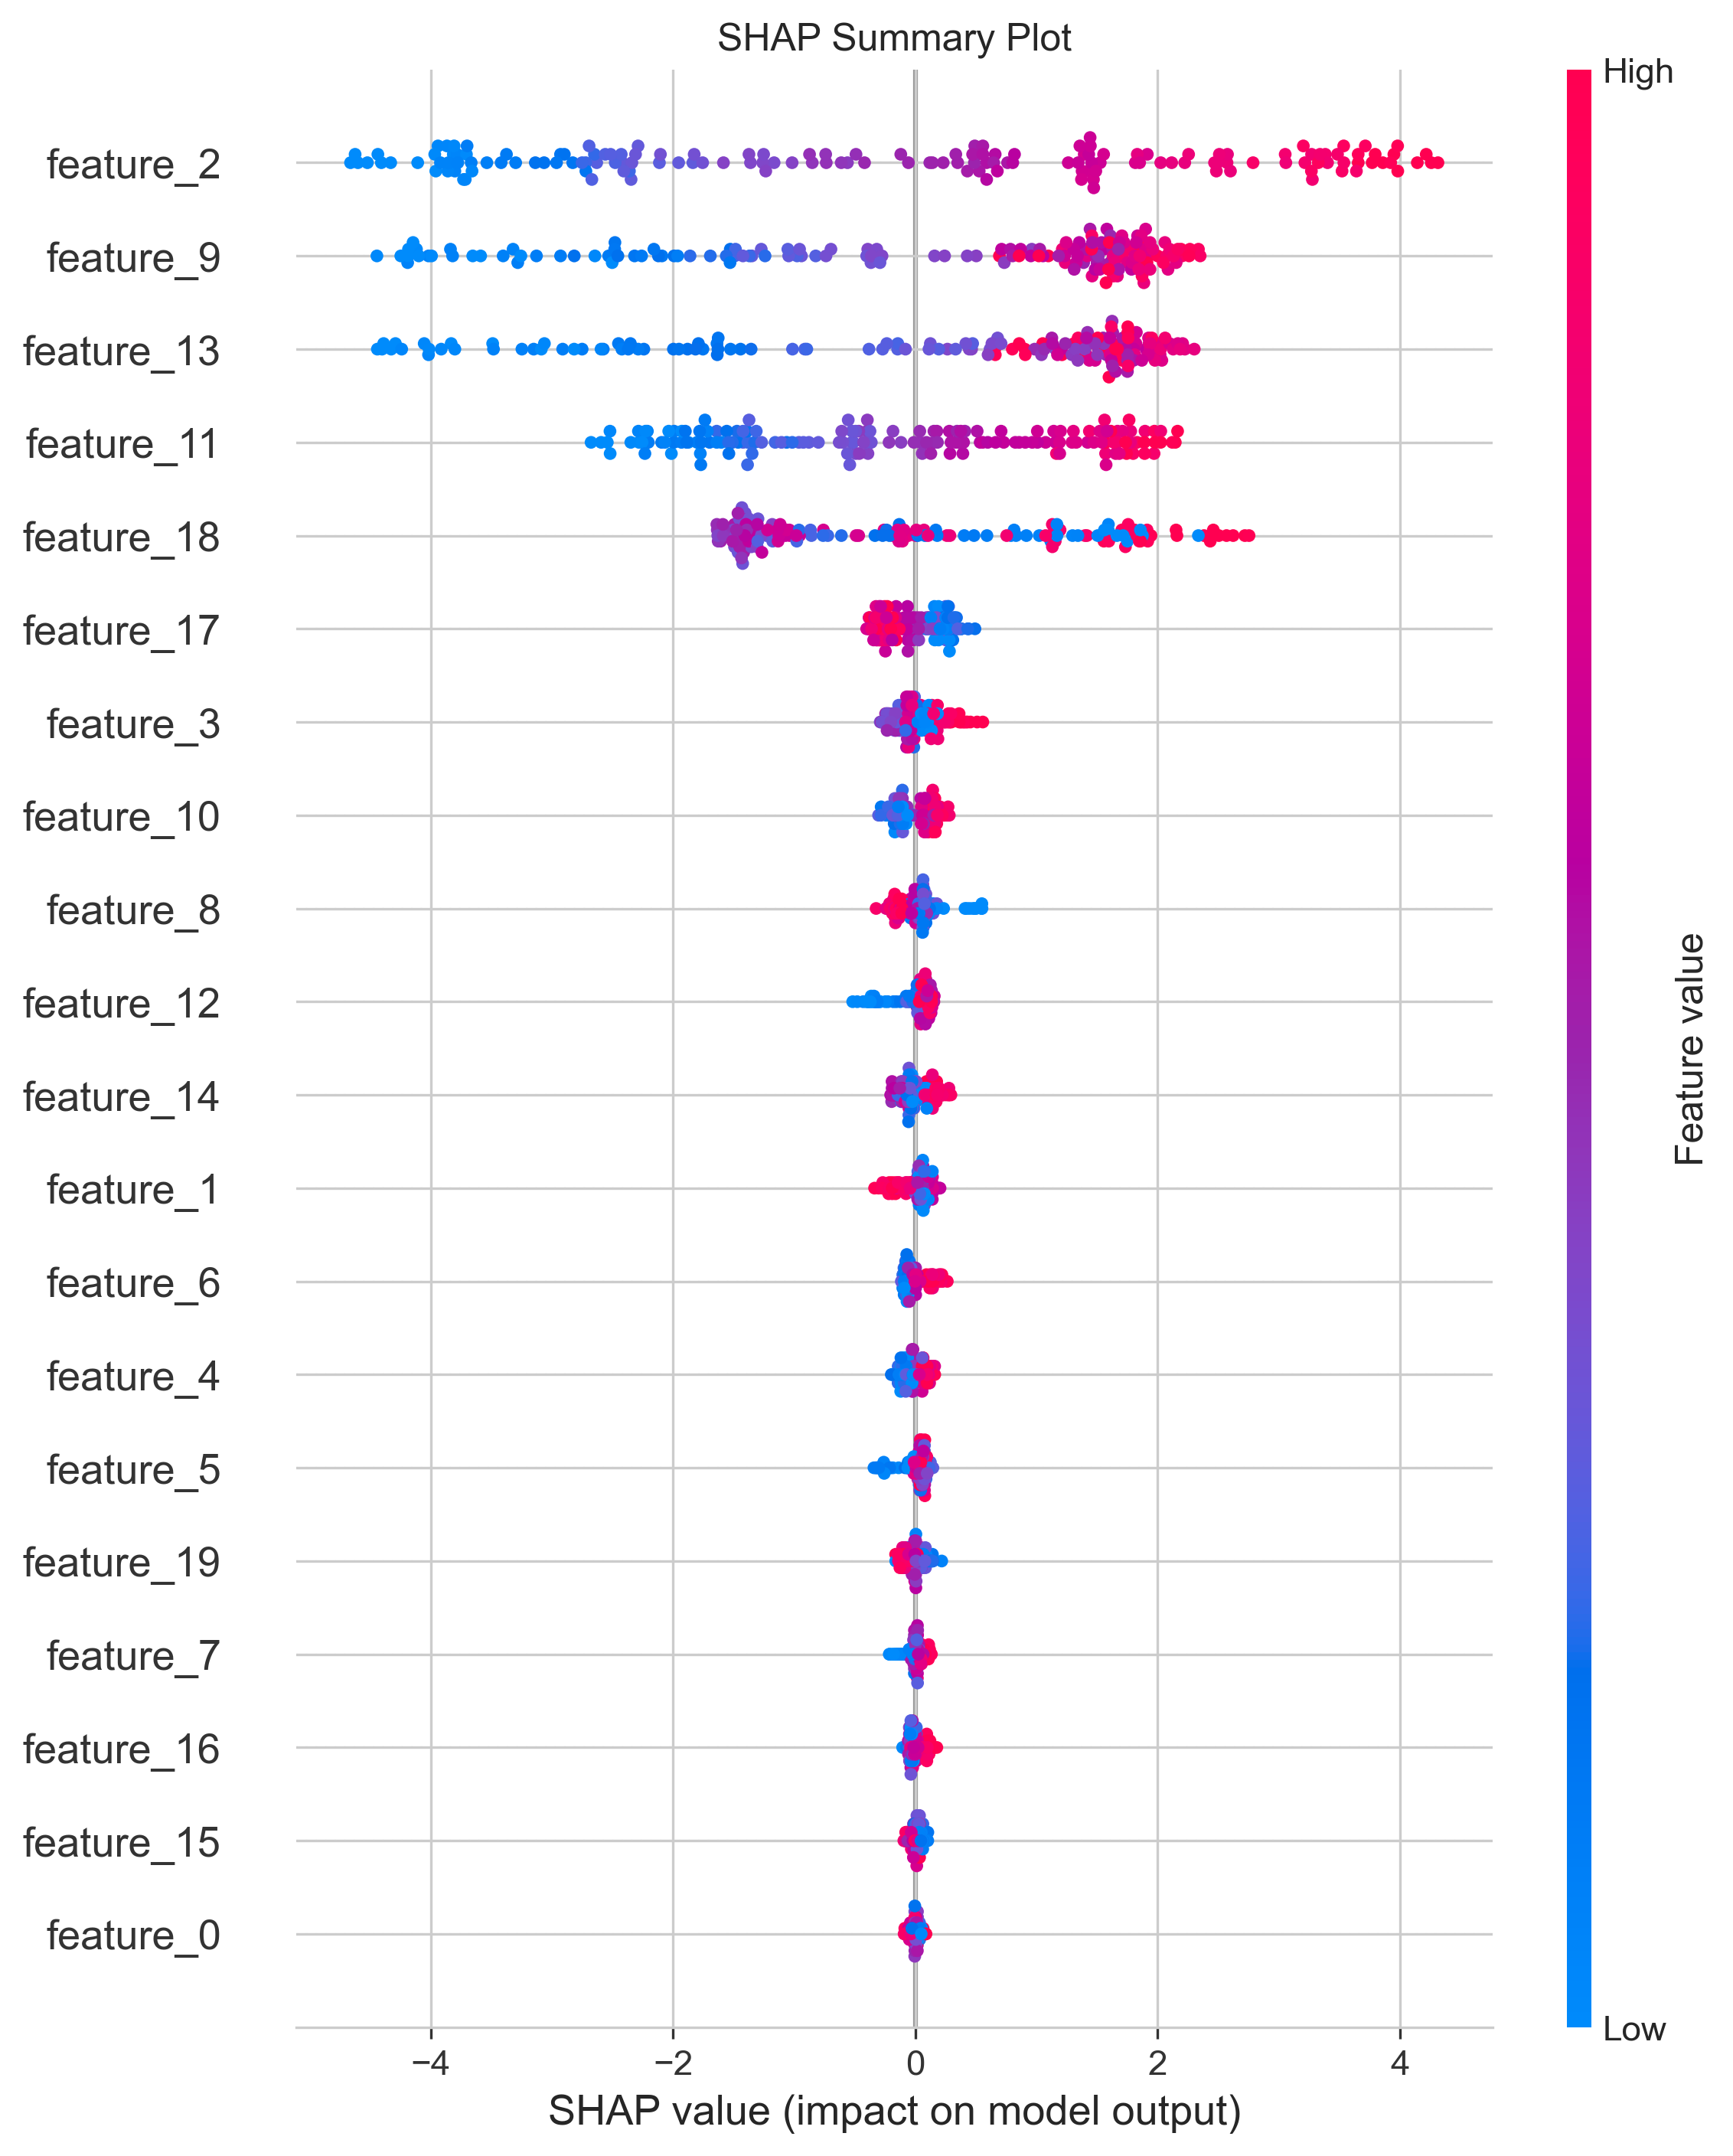 SHAP Summary Plot
High
feature_2
feature_9
feature_13
feature_11
feature_18
feature_17
feature_3
feature_10
feature_8
feature_12
feature_14
feature_1
feature_6
feature_4
feature_5
feature_19
feature_7
feature_16
feature_15
feature_0
Feature value
Low
−4 −2 0 2 4
SHAP value (impact on model output)